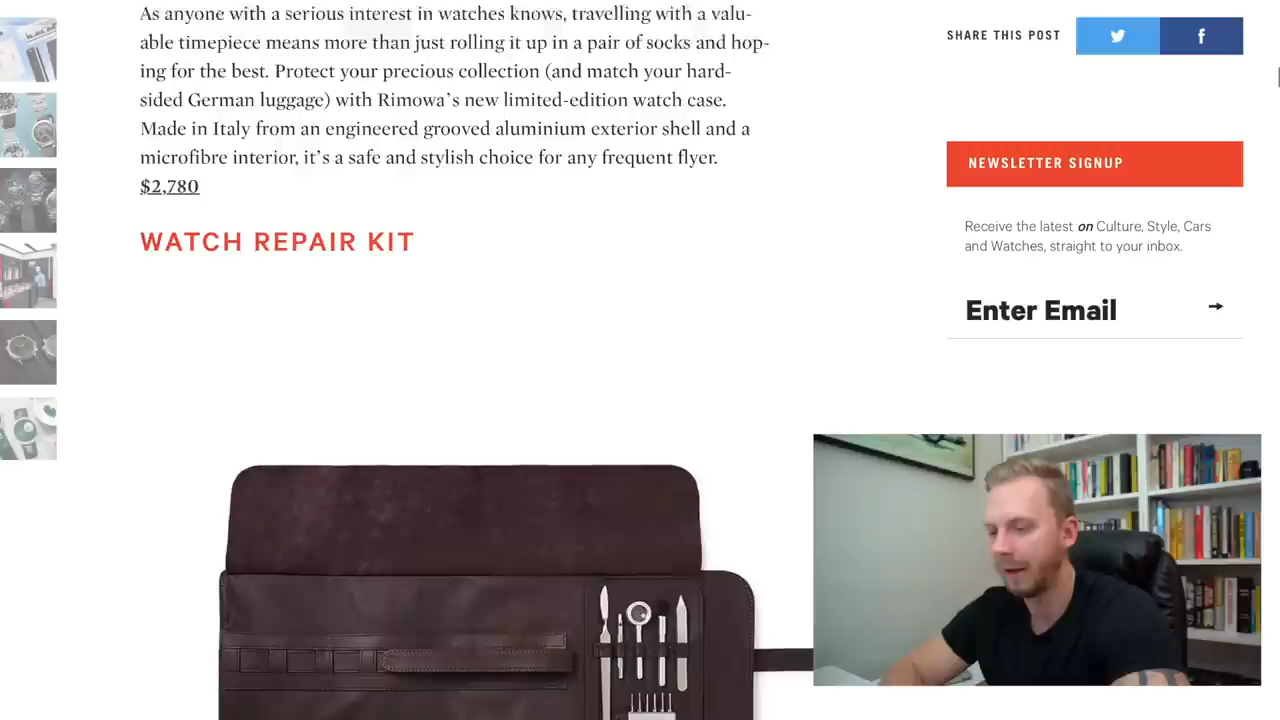 As anyone with a serious interest in watches knows, travelling with a valu-
able timepiece means more than just rolling it up in a pair of socks and hop-
ing for the best. Protect your precious collection (and match your hard-
sided German luggage) with Rimowa's new limited-edition watch case.
Made in Italy from an engineered grooved aluminium exterior shell and a
microfibre interior, it's a safe and stylish choice for any frequent flyer.
$2,780
WATCH REPAIR KIT
SHARE THIS POST
NEWSLETTER SIGNUP
Receive the latest on Culture, Style, Cars
and Watches, straight to your inbox.
Enter Email